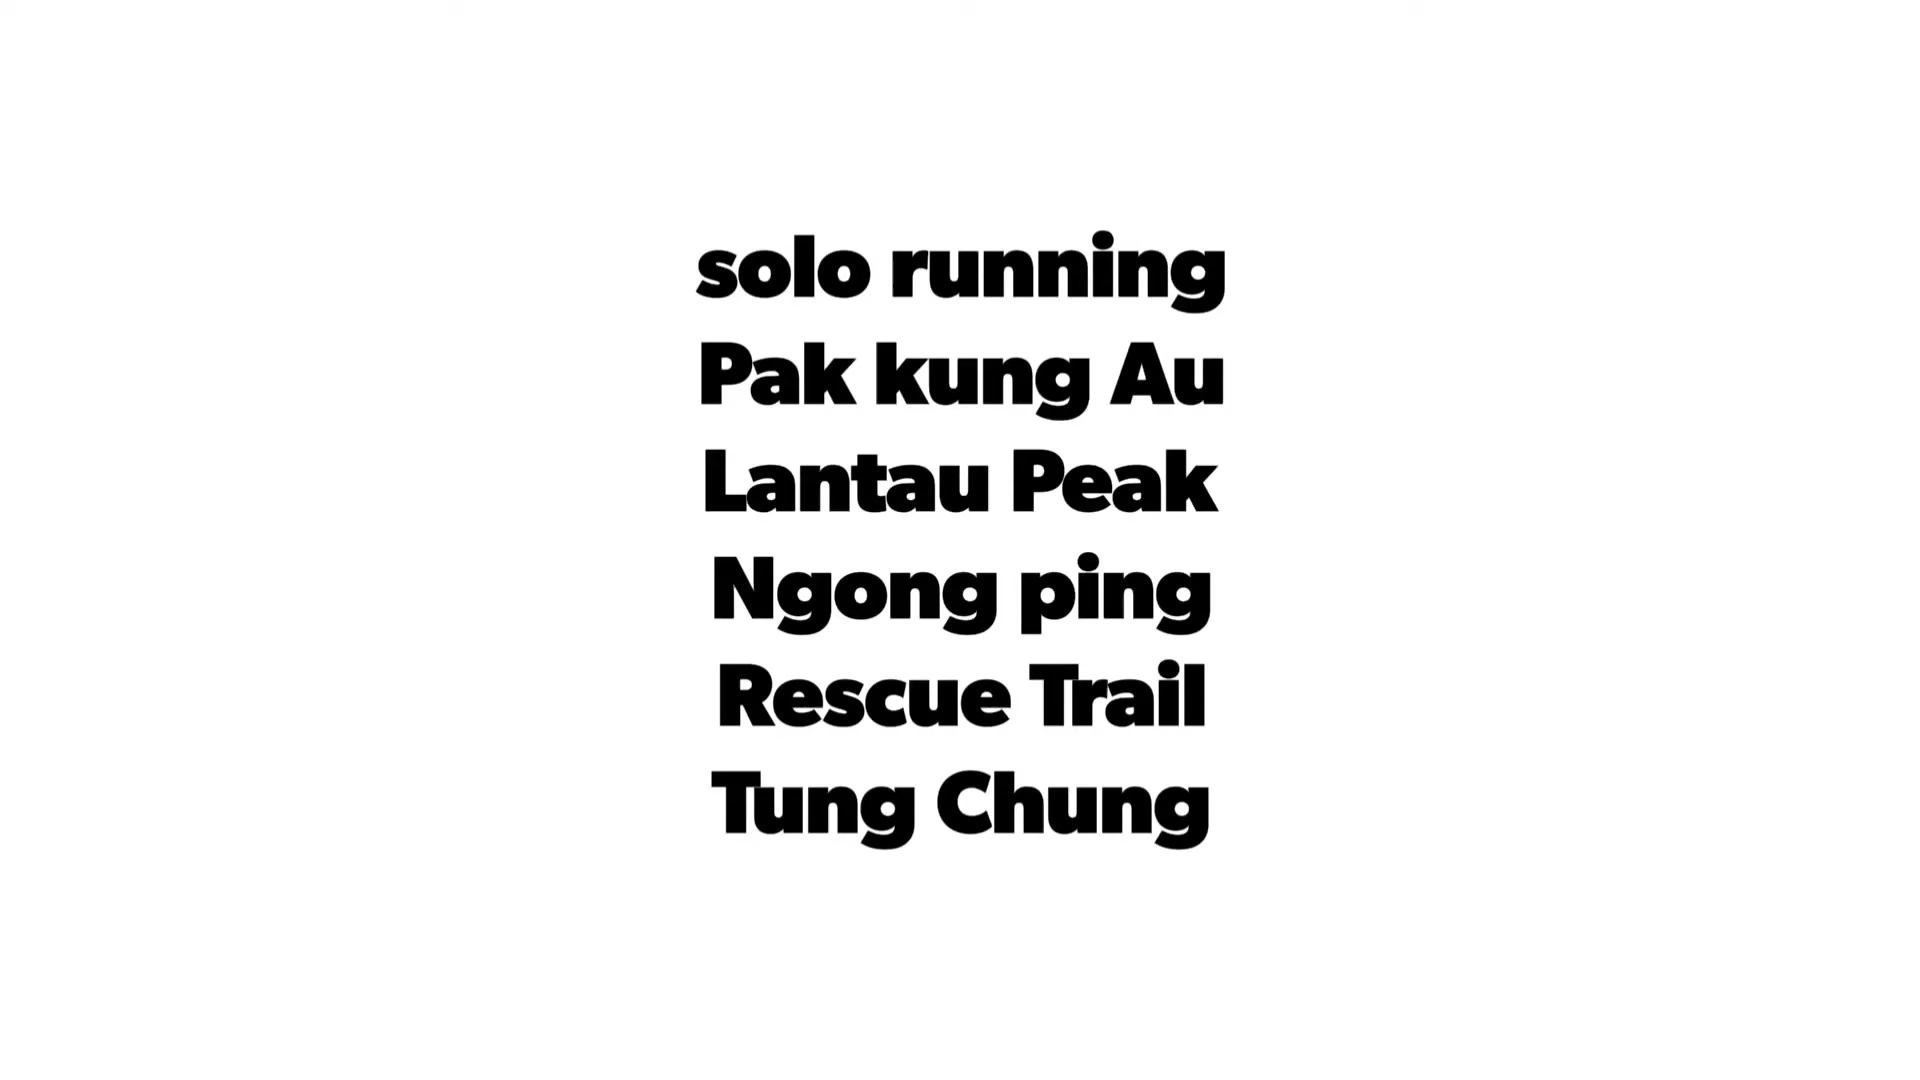 solo running
Pak kung Au
Lantau Peak
Ngong ping
Rescue Trail
Tung Chung